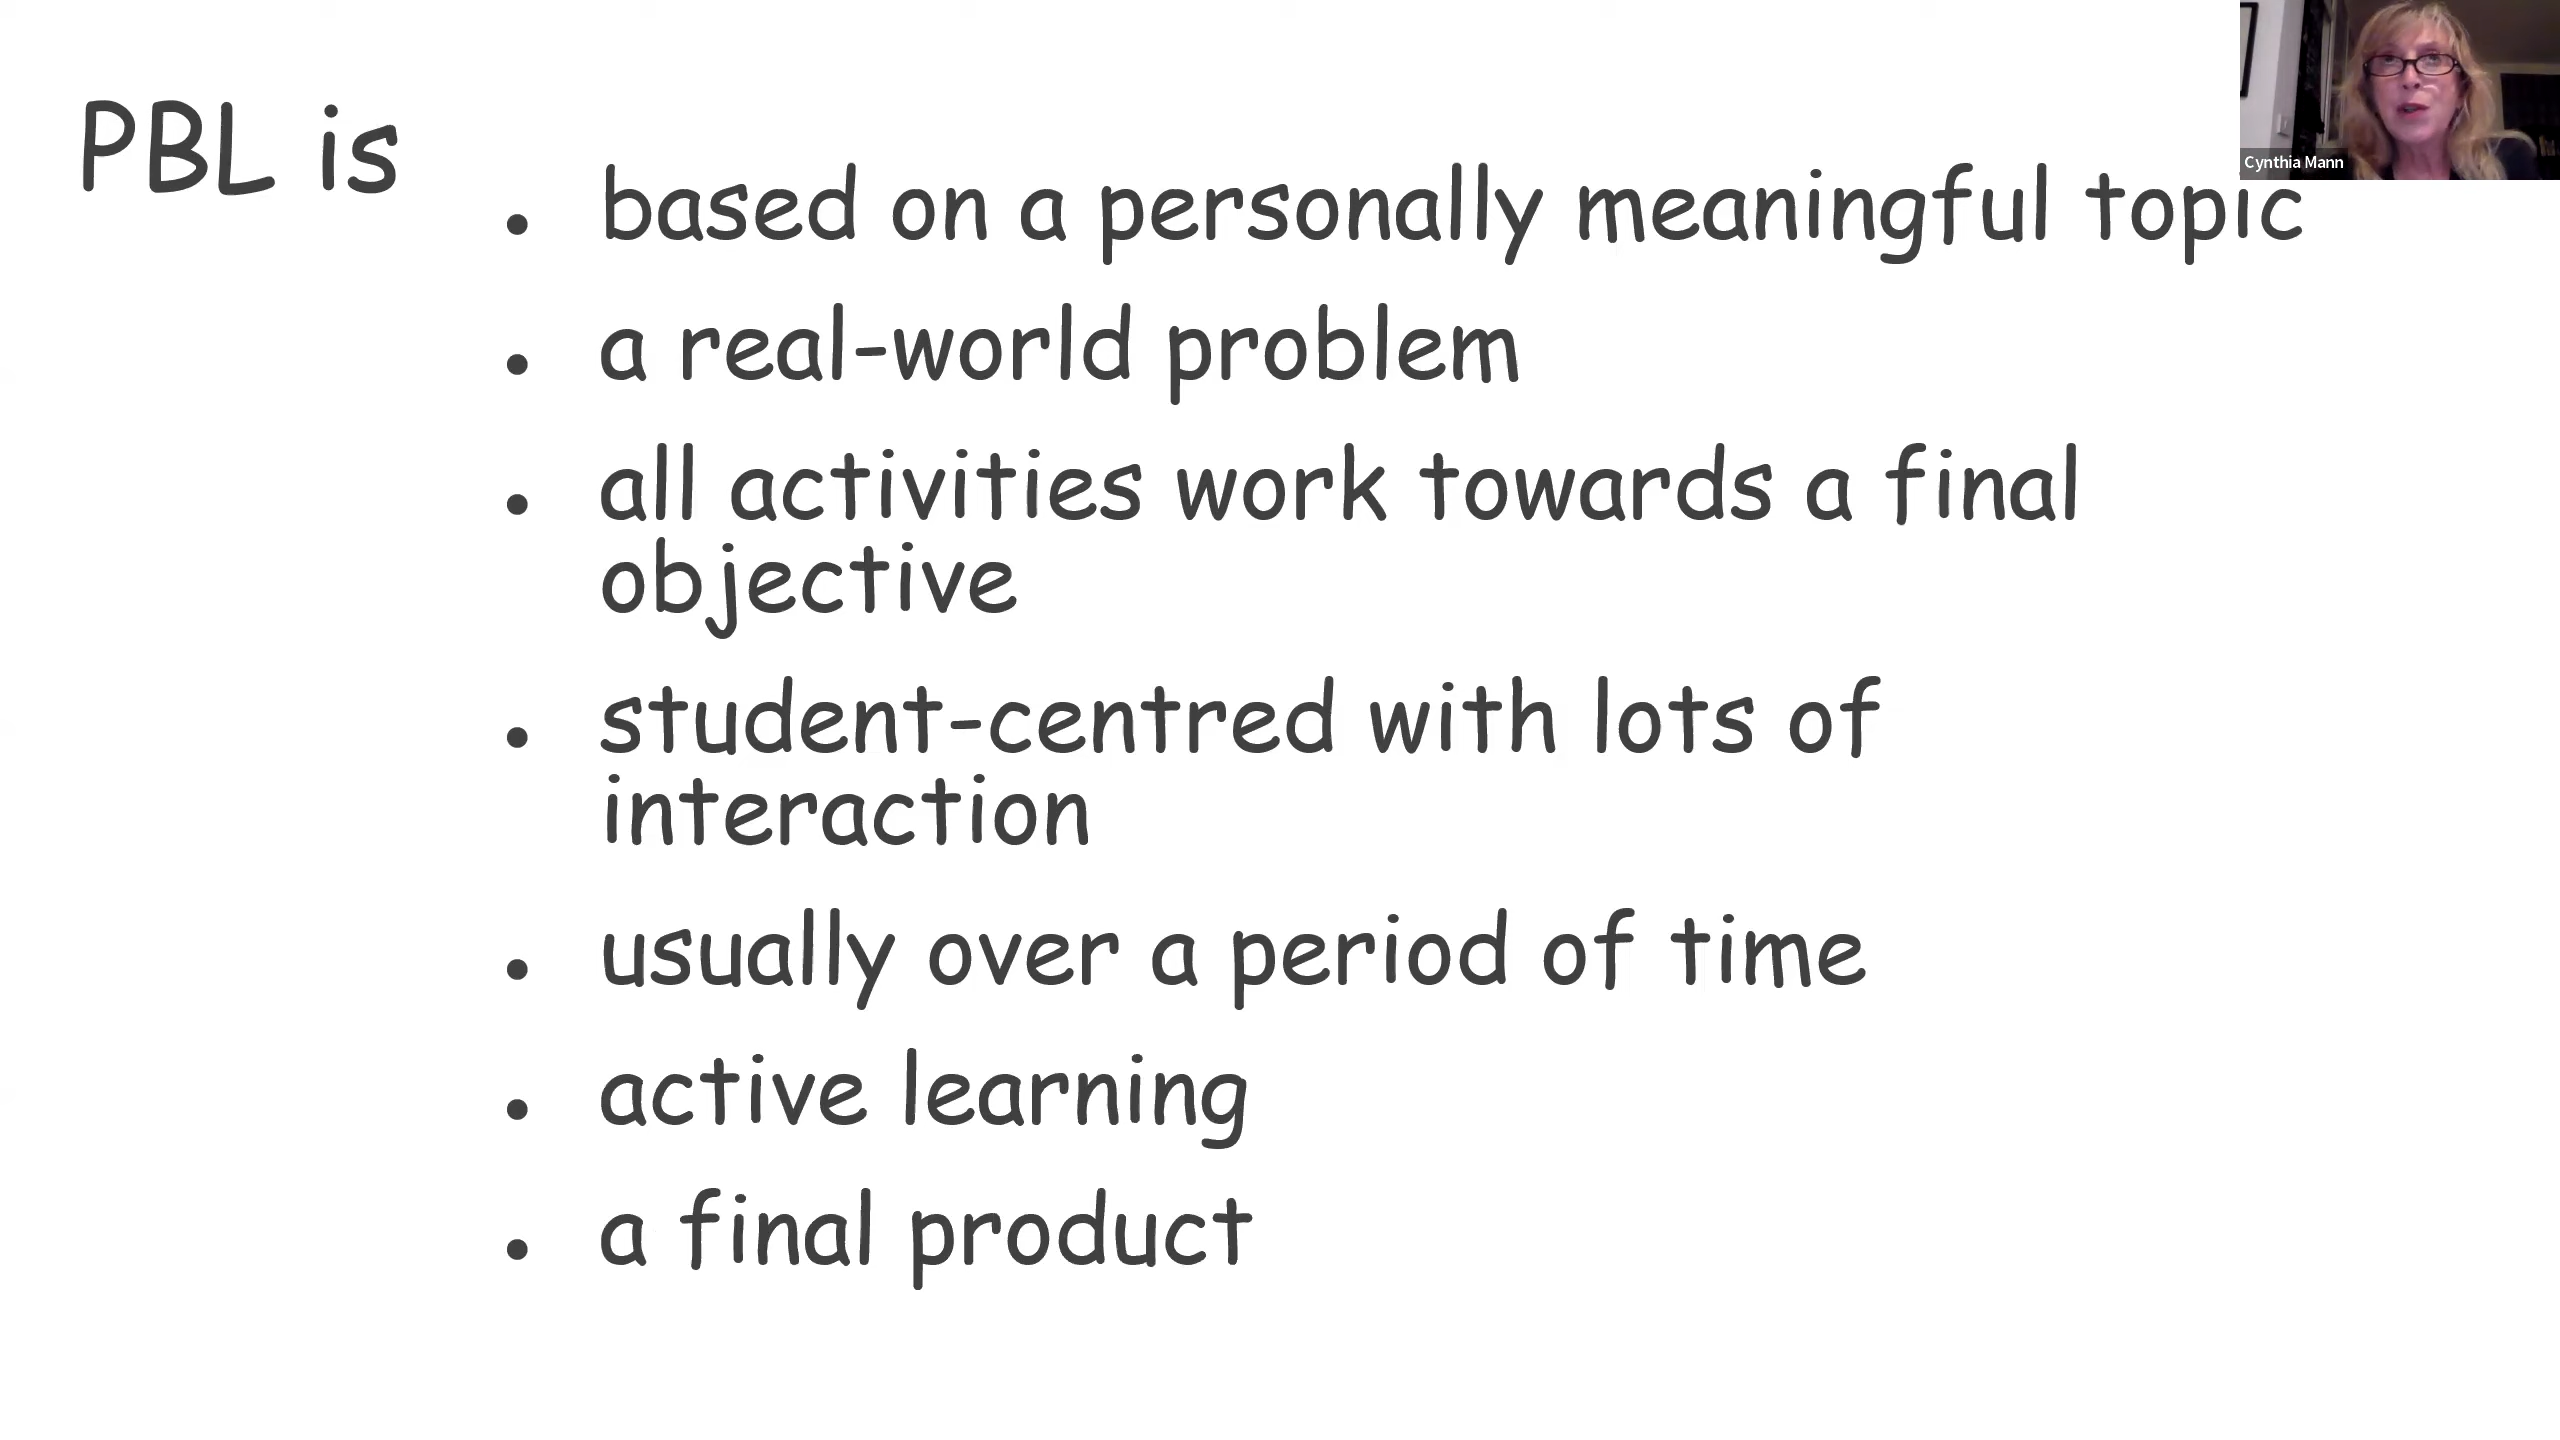 PBL is
• based on a personally meaningful topic
• a real-world problem
• all activities work towards a final
objective
• student-centred with lots of
interaction
• usually over a period of time
• active learning
• a final product
Cynthia Mann